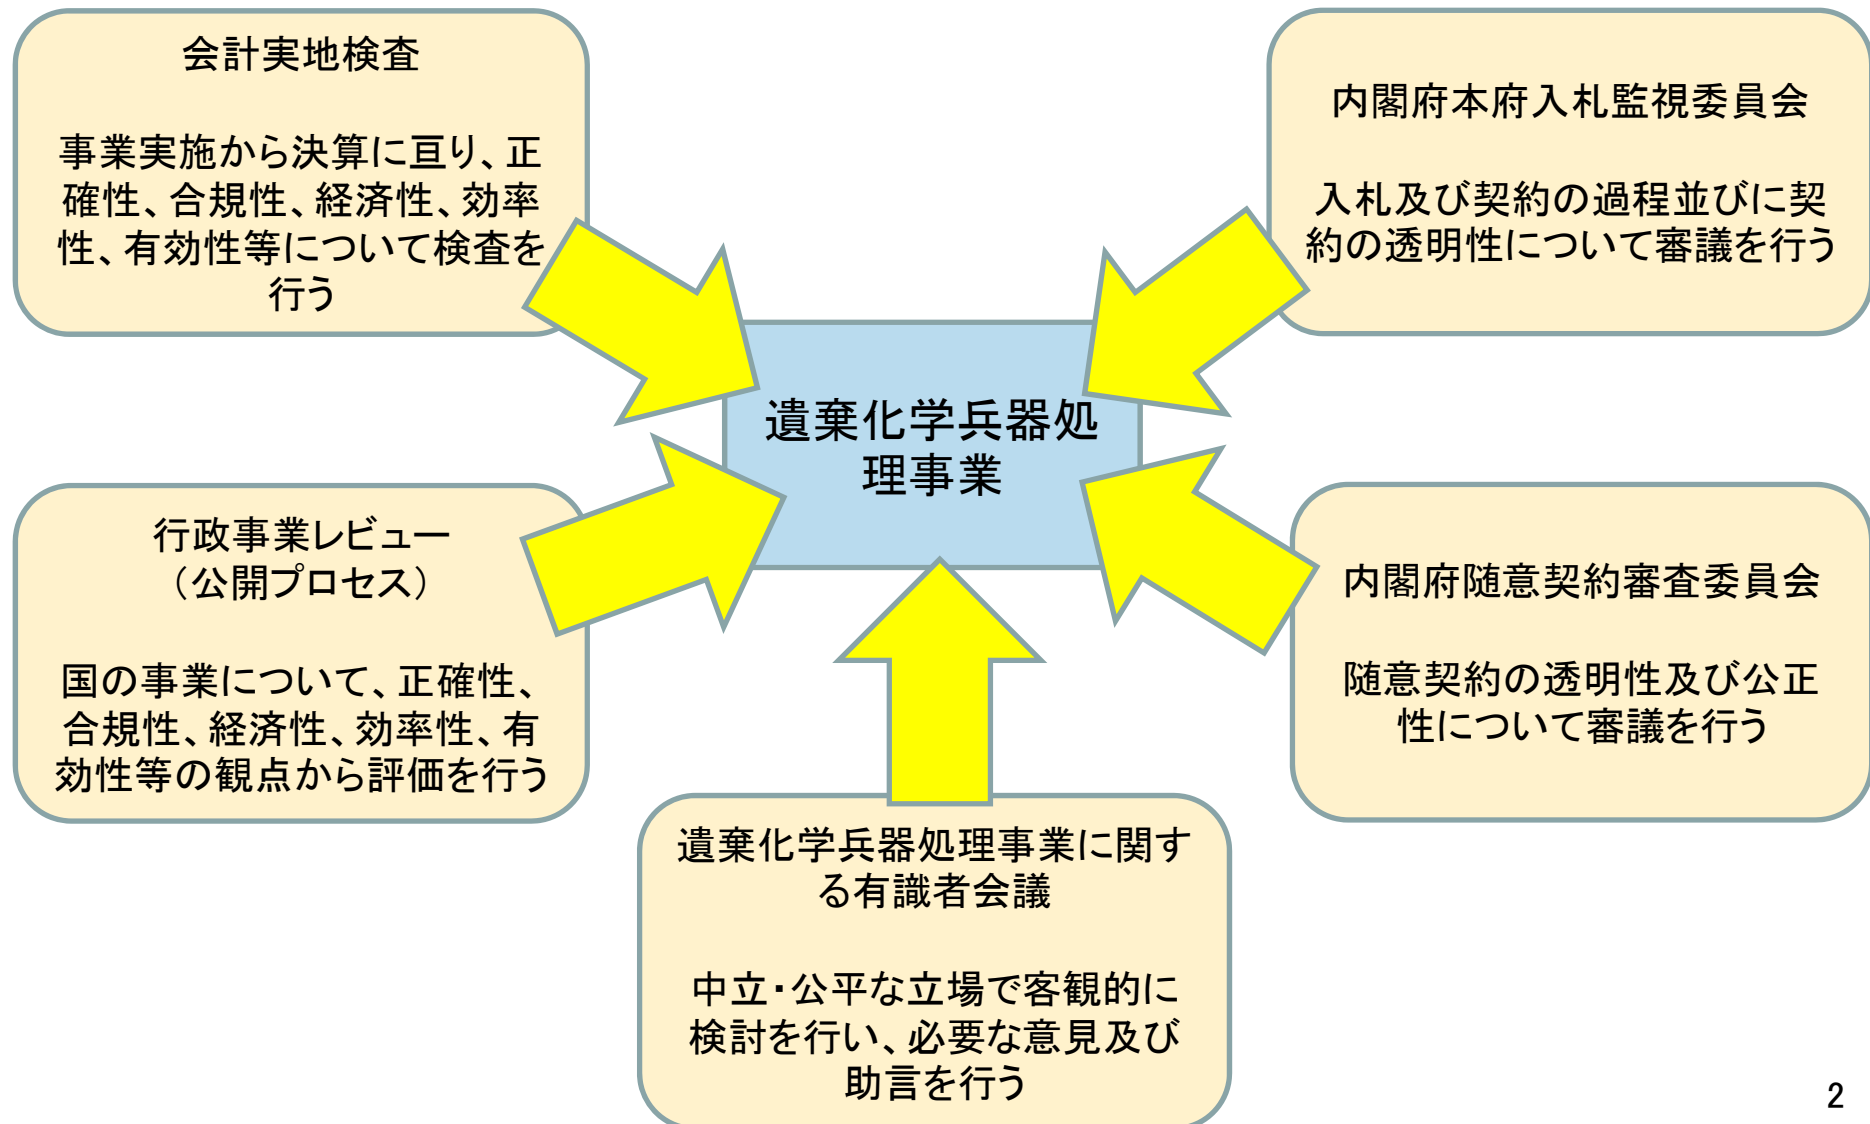 会計実地検査
事業実施から決算に亘り、正
確性、合規性、経済性、効率
性、有効性等について検査を
行う
内閣府本府入札監視委員会
入札及び契約の過程並びに契
約の透明性について審議を行う
遺棄化学兵器処
理事業
行政事業レビュー
（公開プロセス）
国の事業について、正確性、
合規性、経済性、効率性、有
効性等の観点から評価を行う
内閣府随意契約審査委員会
随意契約の透明性及び公正
性について審議を行う
遺棄化学兵器処理事業に関す
る有識者会議
中立・公平な立場で客観的に
検討を行い、必要な意見及び
助言を行う
2